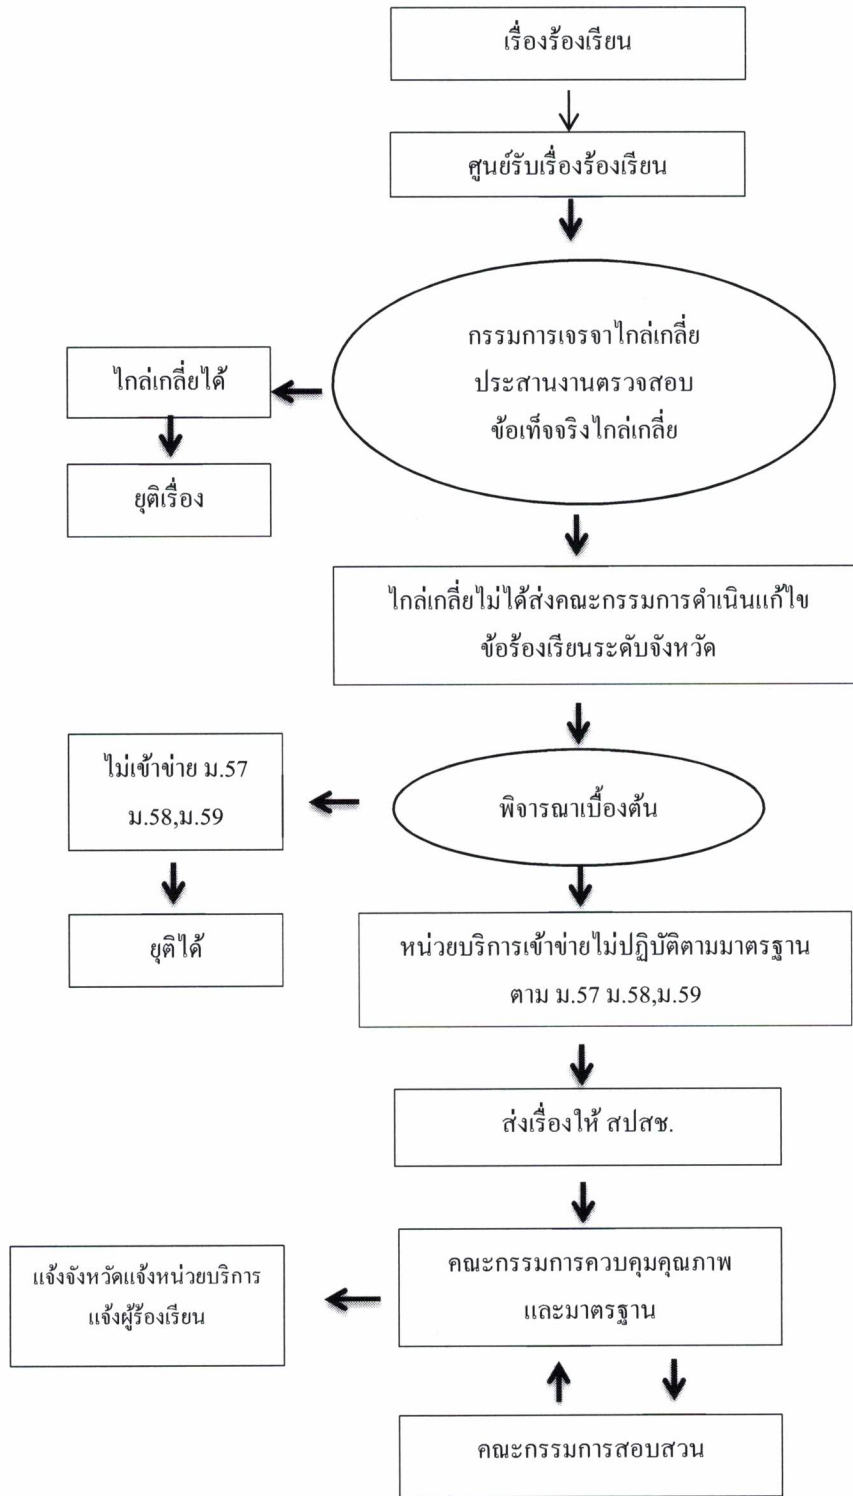 เรื่องร้องเรียน
ศูนย์รับเรื่องร้องเรียน
กรรมการเจรจาไกล่เกลี่ย
ประสานงานตรวจสอบ
ข้อเท็จจริงไกล่เกลี่ย
ไกล่เกลี่ยได้
ยุติเรื่อง
ไกล่เกลี่ยไม่ได้ส่งคณะกรรมการดำเนินแก้ไข
ข้อร้องเรียนระดับจังหวัด
พิจารณาเบื้องต้น
ไม่เข้าข่าย ม.57
ม.58,ม.59
ยุติได้
หน่วยบริการเข้าข่ายไม่ปฏิบัติตามมาตรฐาน
ตาม ม.57 ม.58,ม.59
ส่งเรื่องให้ สปสช.
คณะกรรมการควบคุมคุณภาพ
และมาตรฐาน
แจ้งจังหวัดแจ้งหน่วยบริการ
แจ้งผู้ร้องเรียน
คณะกรรมการสอบสวน